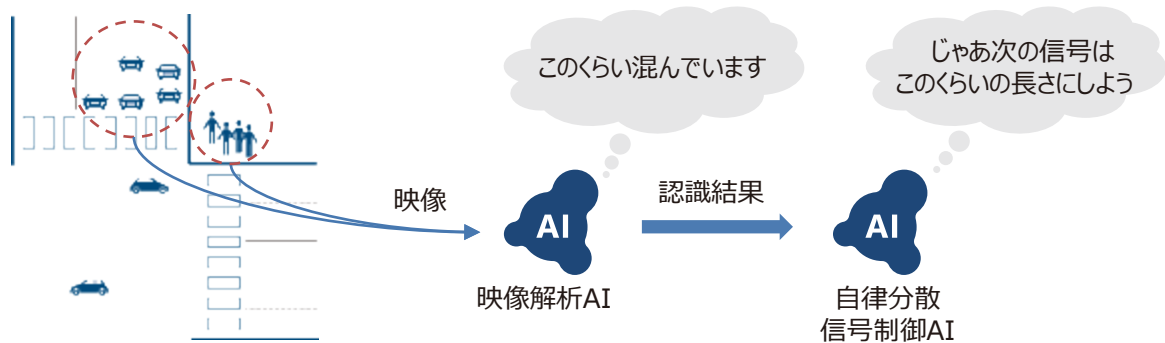 このくらい混んでいます
じゃあ次の信号は
このくらいの長さにしよう
映像
AI
認識結果
AI
映像解析AI
自律分散
信号制御AI